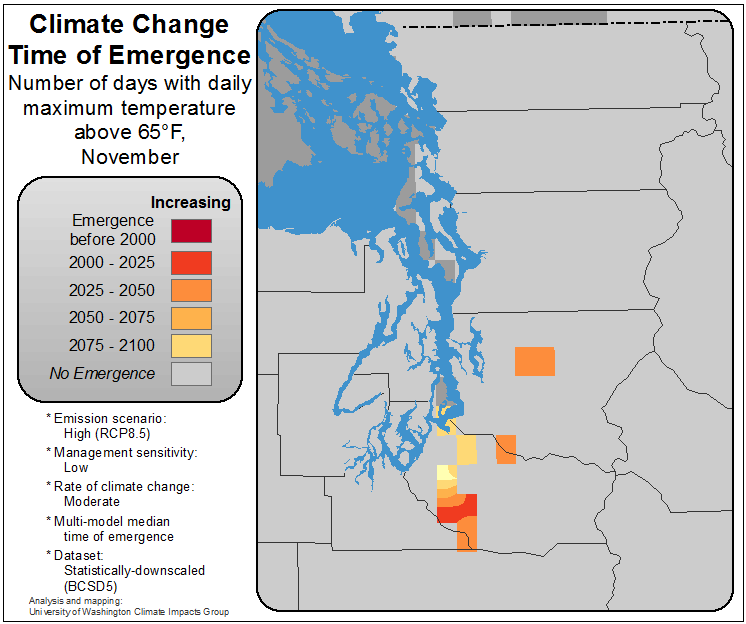 Climate Change
Time of Emergence
Number of days with daily
maximum temperature
above 65°F,
November
Increasing
Emergence
before 2000
2000 - 2025
2025 - 2050
2050 - 2075
2075 - 2100
No Emergence
* Emission scenario:
High (RCP8.5)
* Management sensitivity:
Low
* Rate of climate change:
Moderate
* Multi-model median
time of emergence
* Dataset:
Statistically-downscaled
(BCSD5)
Analysis and mapping:
University of Washington Climate Impacts Group